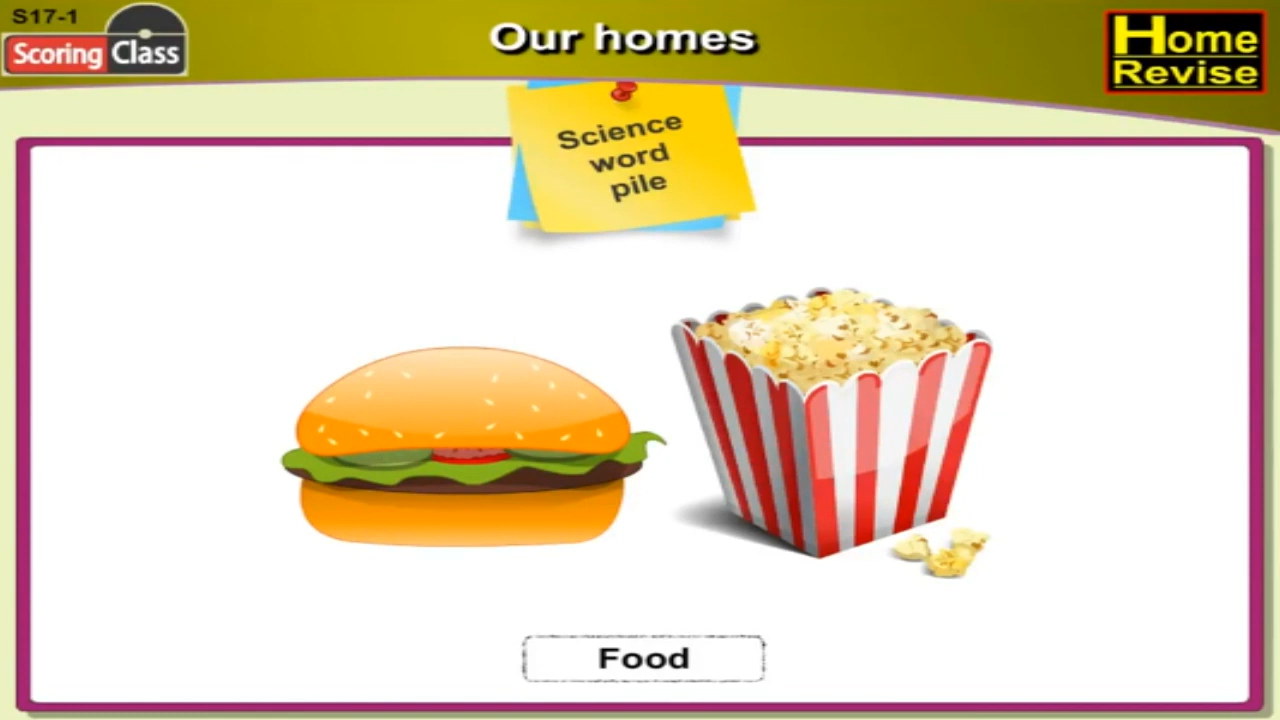 S17-1
Scoring Class
Our homes
Home
Revise
Science
word
pile
Food